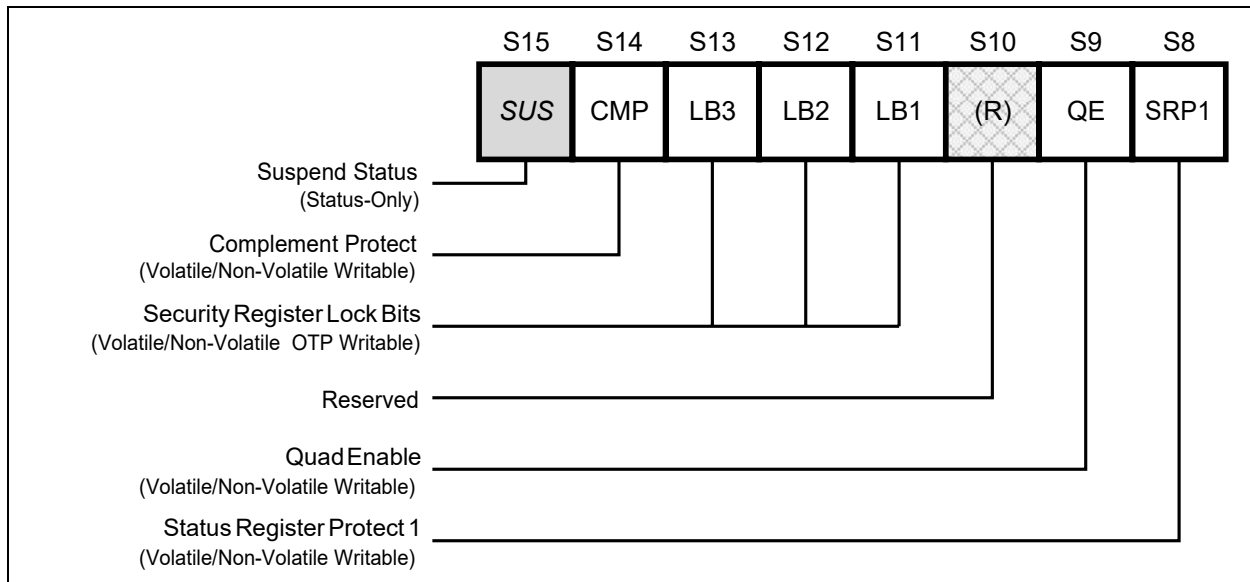 S15 S14 S13 S12 S11 S10 S9 S8
SUS CMP LB3 LB2 LB1 (R) QE SRP1
Suspend Status
(Status-Only)
Complement Protect
(Volatile/Non-Volatile Writable)
Security Register Lock Bits
(Volatile/Non-Volatile OTP Writable)
Reserved
Quad Enable
(Volatile/Non-Volatile Writable)
Status Register Protect 1
(Volatile/Non-Volatile Writable)